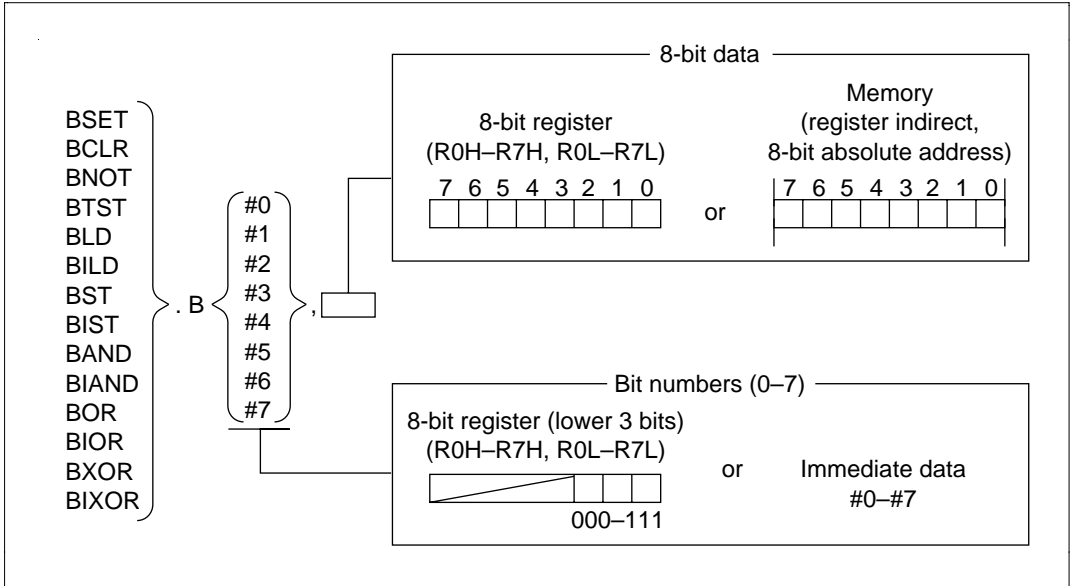 BSET
BCLR
BNOT
BTST
BLD
BILD
BST
BIST
BAND
BIAND
BOR
BIOR
BXOR
BIXOR
. B
#0
#1
#2
#3
#4
#5
#6
#7
,
8-bit data
8-bit register
(R0H–R7H, R0L–R7L)
7 6 5 4 3 2 1 0
or
Memory
(register indirect,
8-bit absolute address)
7 6 5 4 3 2 1 0
Bit numbers (0–7)
8-bit register (lower 3 bits)
(R0H–R7H, R0L–R7L)
000–111
or
Immediate data
#0–#7